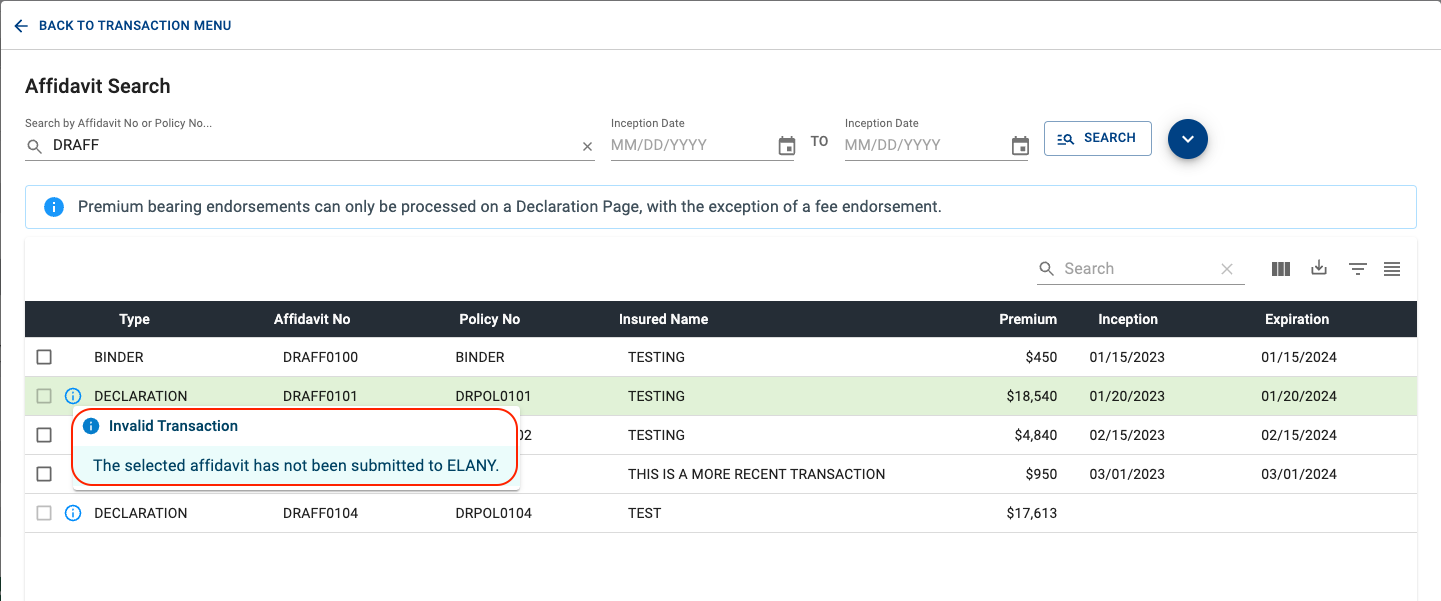 BACK TO TRANSACTION MENU
Affidavit Search
Search by Affidavit No or Policy No...
DRAFF
Inception Date
MM/DD/YYYY
TO
Inception Date
MM/DD/YYYY
SEARCH
Premium bearing endorsements can only be processed on a Declaration Page, with the exception of a fee endorsement.
Search
Type Affidavit No Policy No Insured Name Premium Inception Expiration
BINDER DRAFF0100 BINDER TESTING $450 01/15/2023 01/15/2024
DECLARATION DRAFF0101 DRPOL0101 TESTING $18,540 01/20/2023 01/20/2024
Invalid Transaction
The selected affidavit has not been submitted to ELANY.
02 TESTING $4,840 02/15/2023 02/15/2024
THIS IS A MORE RECENT TRANSACTION $950 03/01/2023 03/01/2024
DECLARATION DRAFF0104 DRPOL0104 TEST $17,613